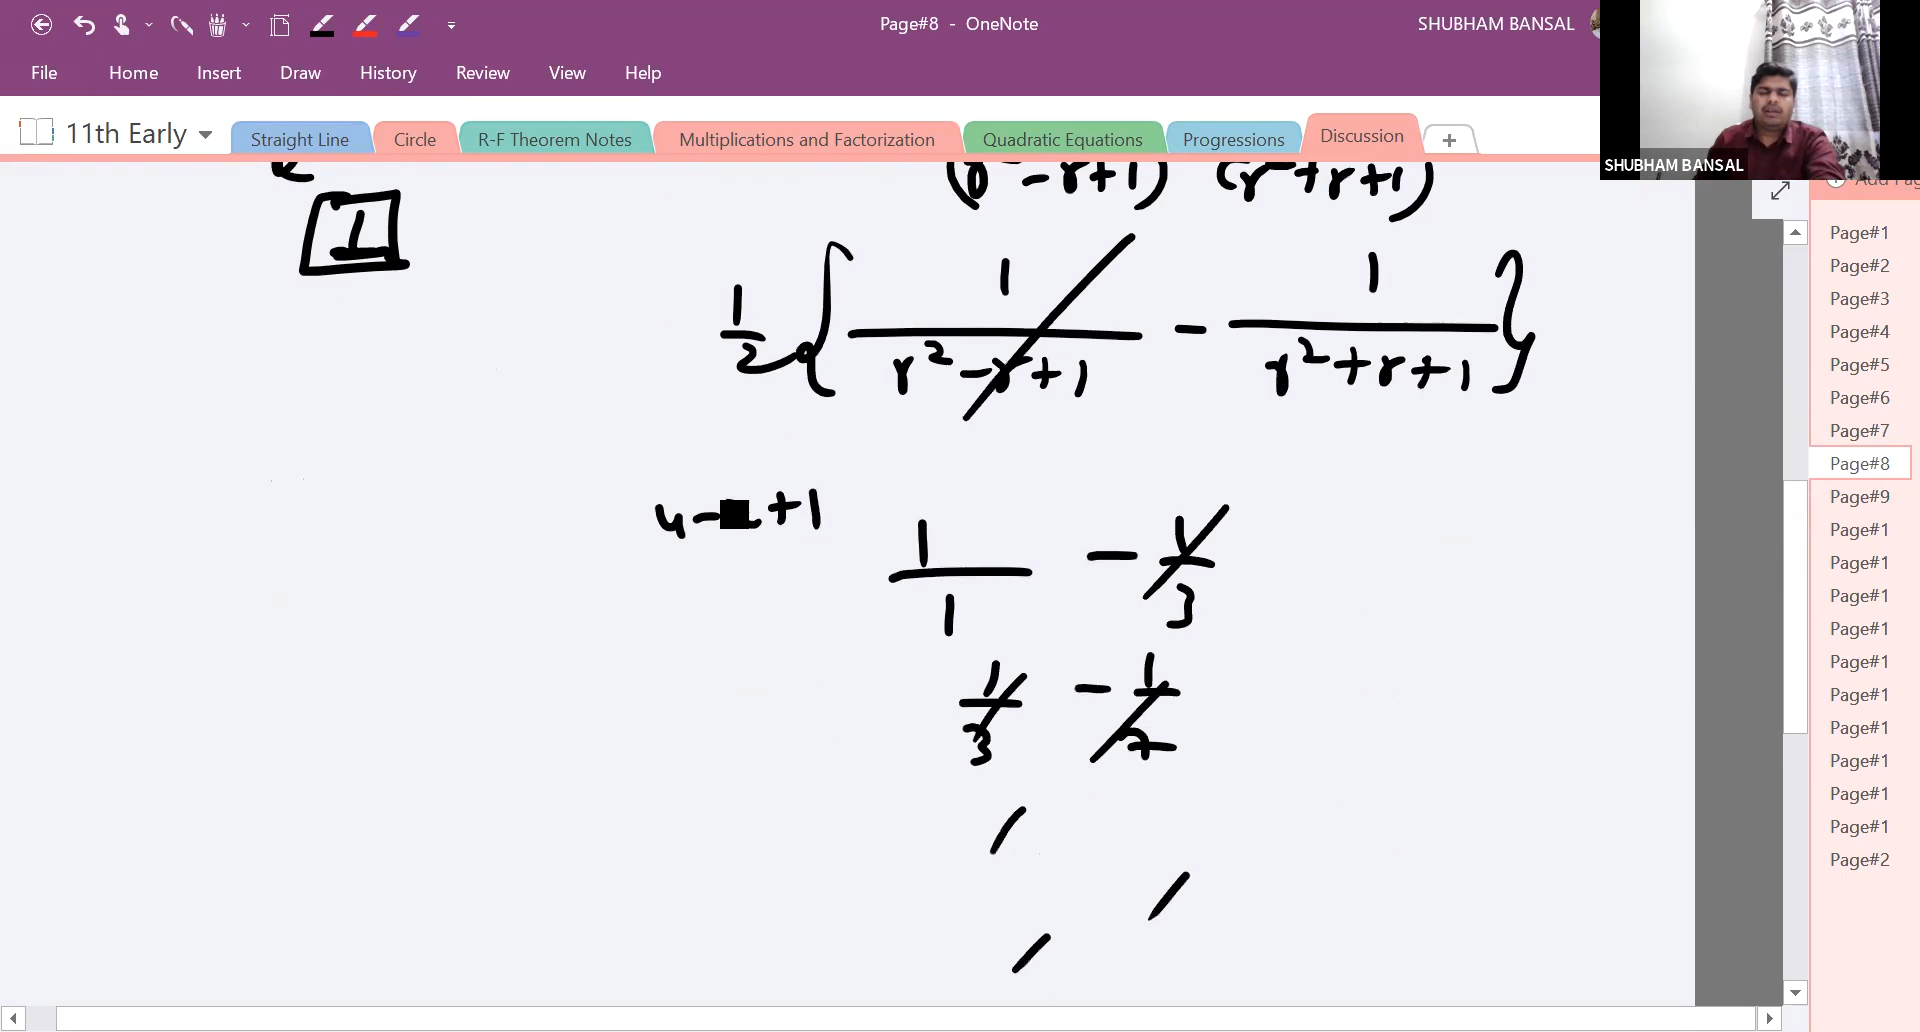 Page#8 - OneNote
SHUBHAM BANSAL
File Home Insert Draw History Review View Help
SHUBHAM BANSAL
11th Early
Straight Line Circle R-F Theorem Notes Multiplications and Factorization Quadratic Equations Progressions Discussion +
(r² - r + 1) (r² + r + 1)
1
1/2 { 1/(r² - r + 1) - 1/(r² + r + 1) }
4 - + 1
1/1 - 1/3
1/3 - 1/7
Page#1
Page#2
Page#3
Page#4
Page#5
Page#6
Page#7
Page#8
Page#9
Page#1
Page#1
Page#1
Page#1
Page#1
Page#1
Page#1
Page#1
Page#1
Page#1
Page#2